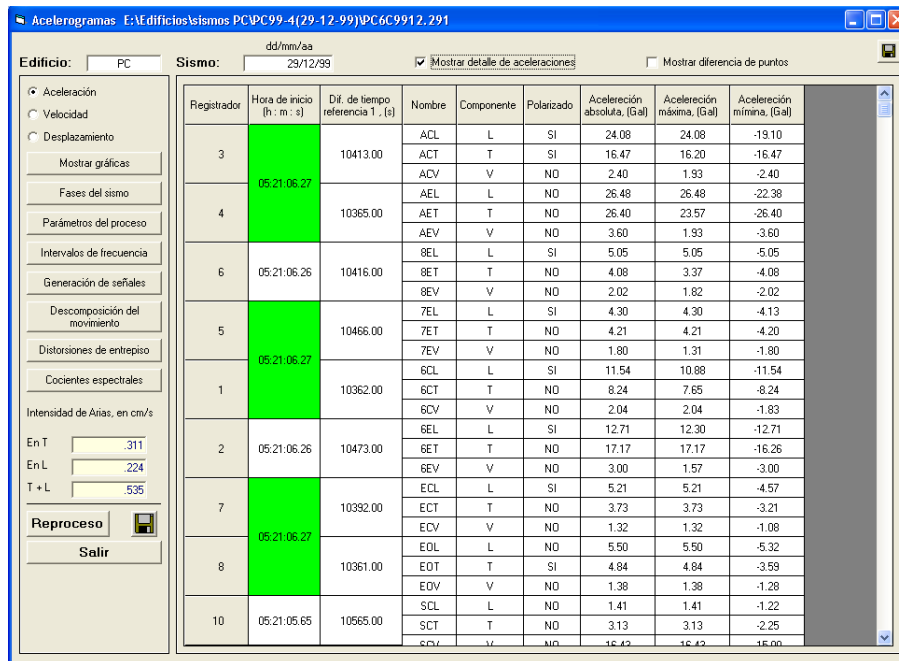 Acelerogramas E:\Edificios\sismos PC\PC99-4(29-12-99)\PC6C9912.291
dd/mm/aa
Edificio: PC Sismo: 29/12/99 Mostrar detalle de aceleraciones Mostrar diferencia de puntos
Aceleración
Velocidad
Desplazamiento
Mostrar gráficas
Fases del sismo
Parámetros del proceso
Intervalos de frecuencia
Generación de señales
Descomposición del
movimiento
Distorsiones de entrepiso
Cocientes espectrales
Intensidad de Arias, en cm/s
En T .311
En L .224
T + L .535
Reproceso
Salir
Registrador Hora de inicio (h : m : s) Dif. de tiempo referencia 1 , (s) Nombre Componente Polarizado Acelereción absoluta, (Gal) Acelereción máxima, (Gal) Acelereción mímina, (Gal)
ACL L SI 24.08 24.08 -19.10
3 10413.00 ACT T SI 16.47 16.20 -16.47
ACV V NO 2.40 1.93 -2.40
05:21:06.27
AEL L NO 26.48 26.48 -22.38
4 10365.00 AET T NO 26.40 23.57 -26.40
AEV V NO 3.60 1.93 -3.60
8EL L SI 5.05 5.05 -5.05
6 05:21:06.26 10416.00 8ET T NO 4.08 3.37 -4.08
8EV V NO 2.02 1.82 -2.02
7EL L SI 4.30 4.30 -4.13
5 10466.00 7ET T NO 4.21 4.21 -4.20
7EV V NO 1.80 1.31 -1.80
05:21:06.27
6CL L SI 11.54 10.88 -11.54
1 10362.00 6CT T NO 8.24 7.65 -8.24
6CV V NO 2.04 2.04 -1.83
6EL L SI 12.71 12.30 -12.71
2 05:21:06.26 10473.00 6ET T NO 17.17 17.17 -16.26
6EV V NO 3.00 1.57 -3.00
ECL L SI 5.21 5.21 -4.57
7 10392.00 ECT T NO 3.73 3.73 -3.21
ECV V NO 1.32 1.32 -1.08
05:21:06.27
EOL L NO 5.50 5.50 -5.32
8 10361.00 EOT T SI 4.84 4.84 -3.59
EOV V NO 1.38 1.38 -1.28
SCL L NO 1.41 1.41 -1.22
10 05:21:05.65 10565.00 SCT T NO 3.13 3.13 -2.25
SCV V NO 16.43 16.43